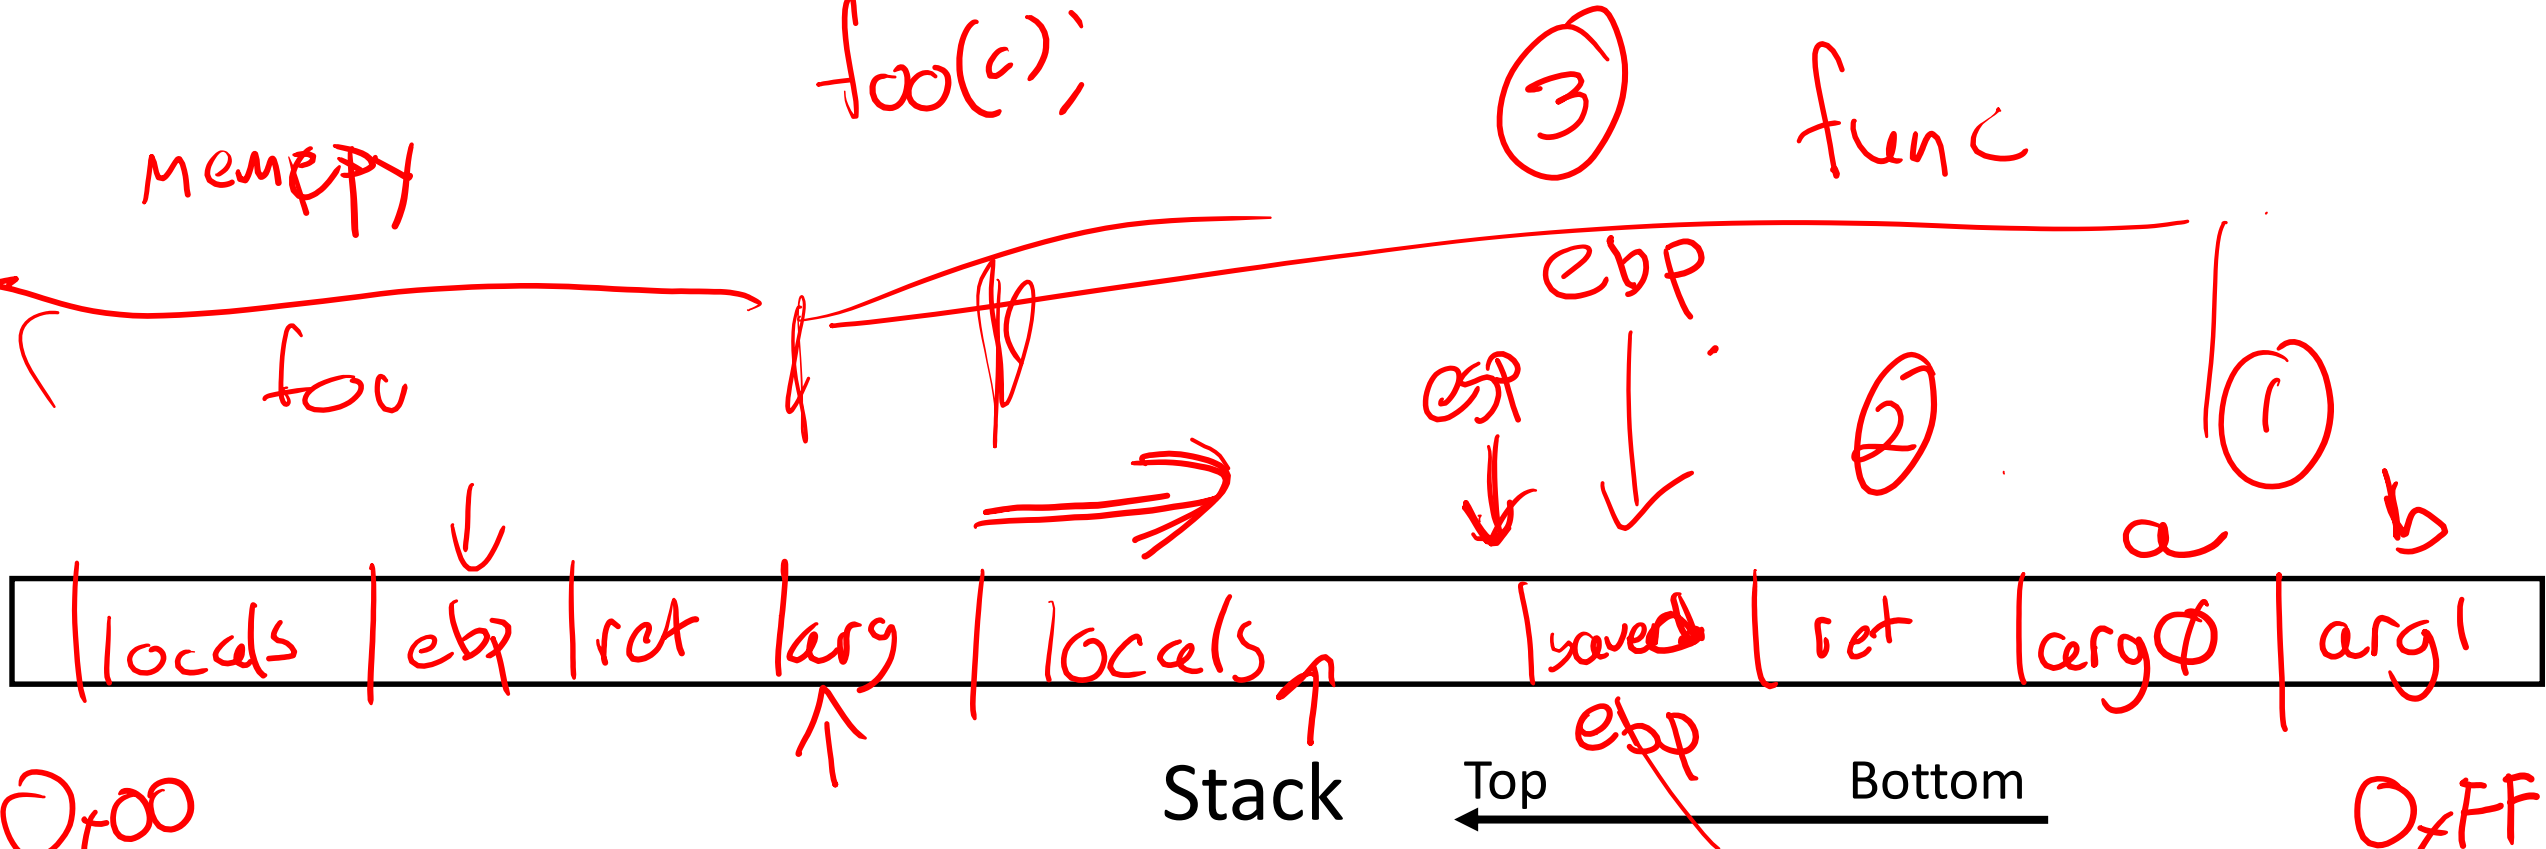 foo(c);
3 func
memcpy
ebp
foo
esp
2
1
a b
locals ebp ret arg locals saved ret arg0 arg1
ebp
Stack Top Bottom
0x00 0xFF